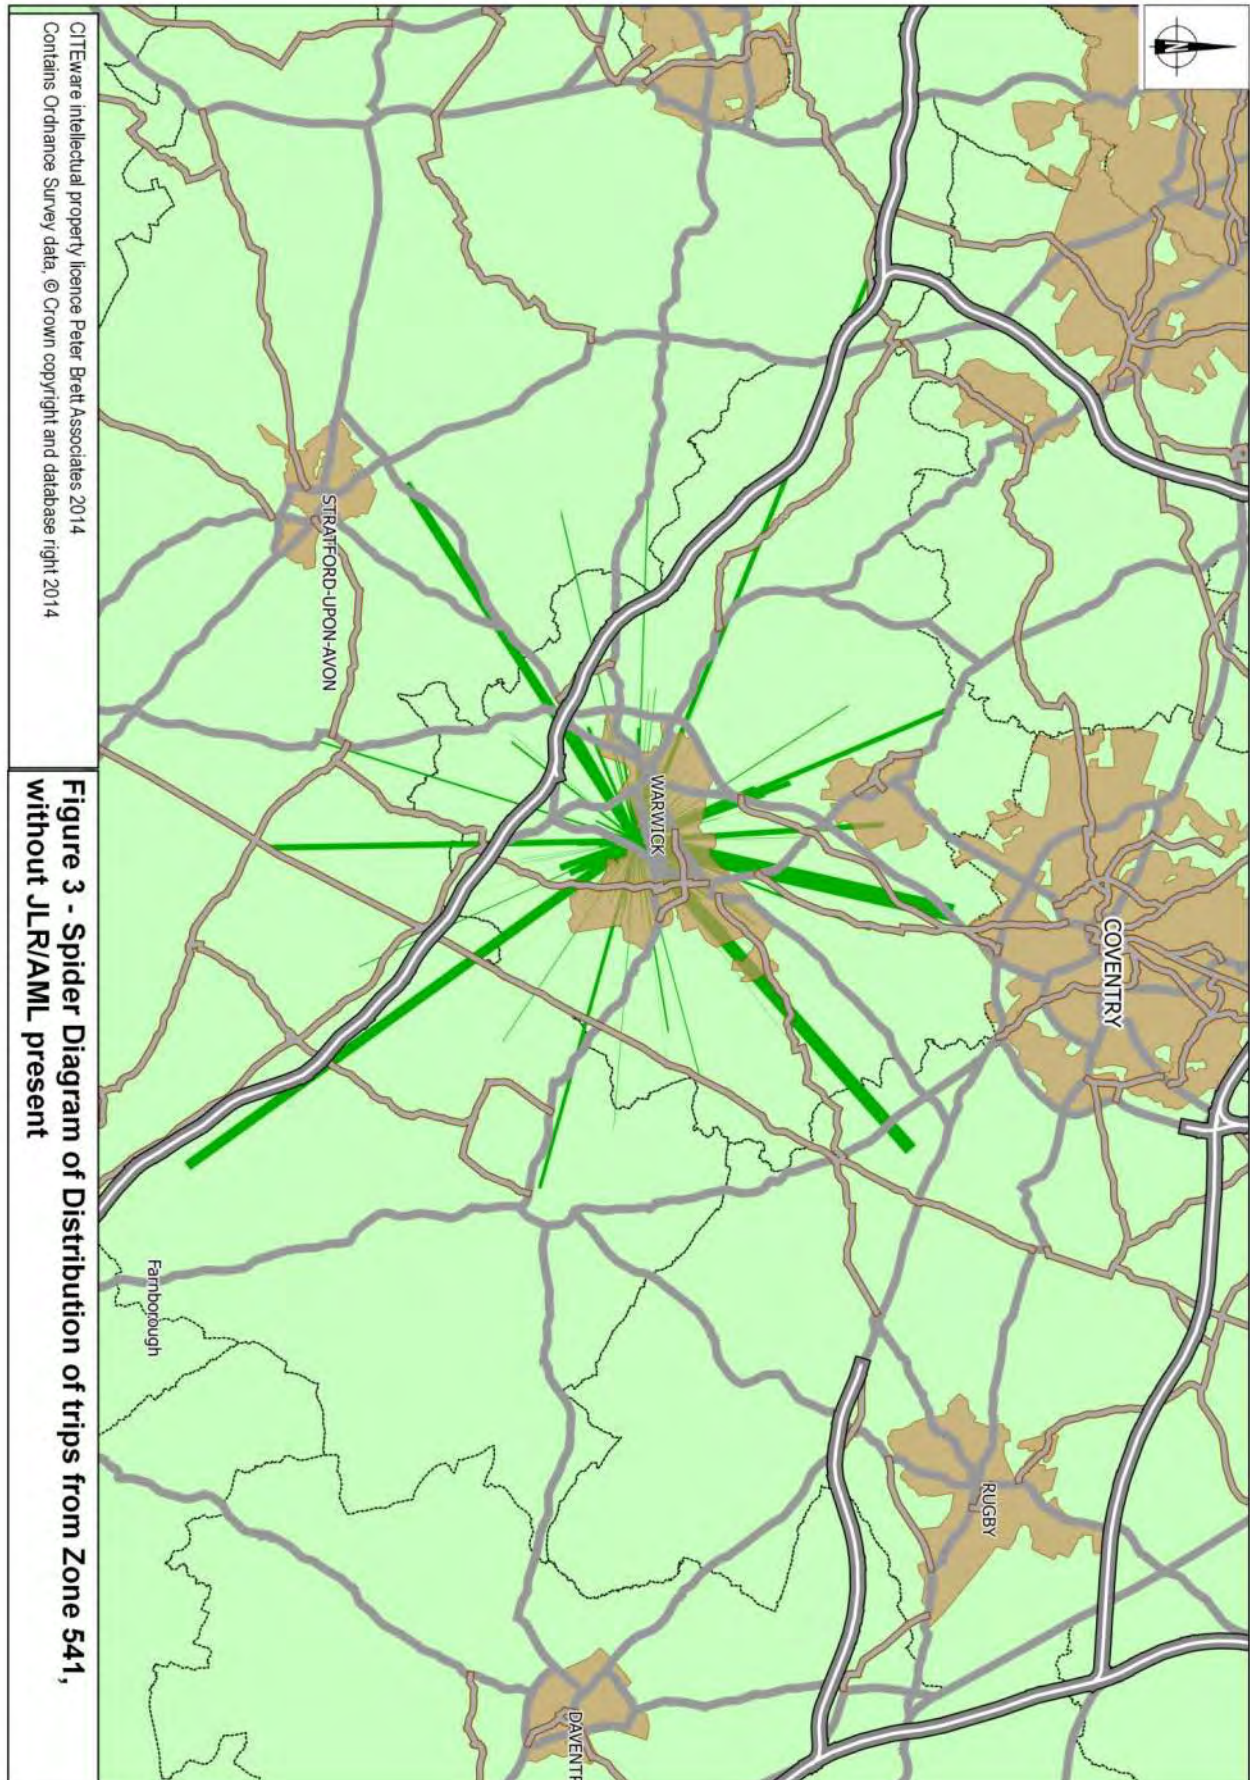 N
COVENTRY
RUGBY
WARWICK
DAVENTR
STRATFORD-UPON-AVON
Farnborough
CITEware intellectual property licence Peter Brett Associates 2014
Contains Ordnance Survey data, © Crown copyright and database right 2014
Figure 3 - Spider Diagram of Distribution of trips from Zone 541,
without JLR/AML present